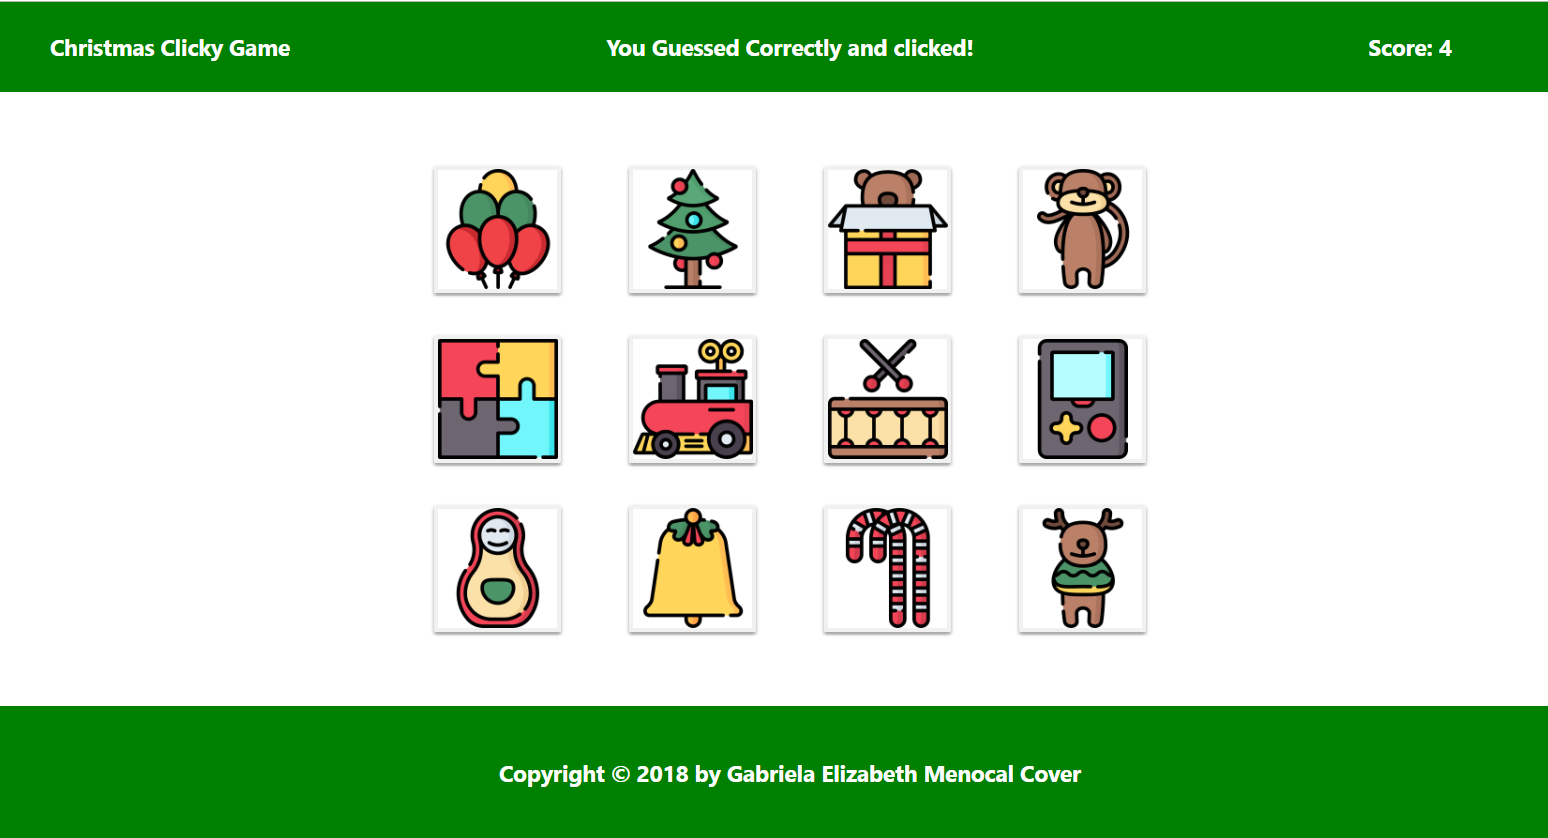 Christmas Clicky Game
You Guessed Correctly and clicked!
Score: 4
Copyright © 2018 by Gabriela Elizabeth Menocal Cover